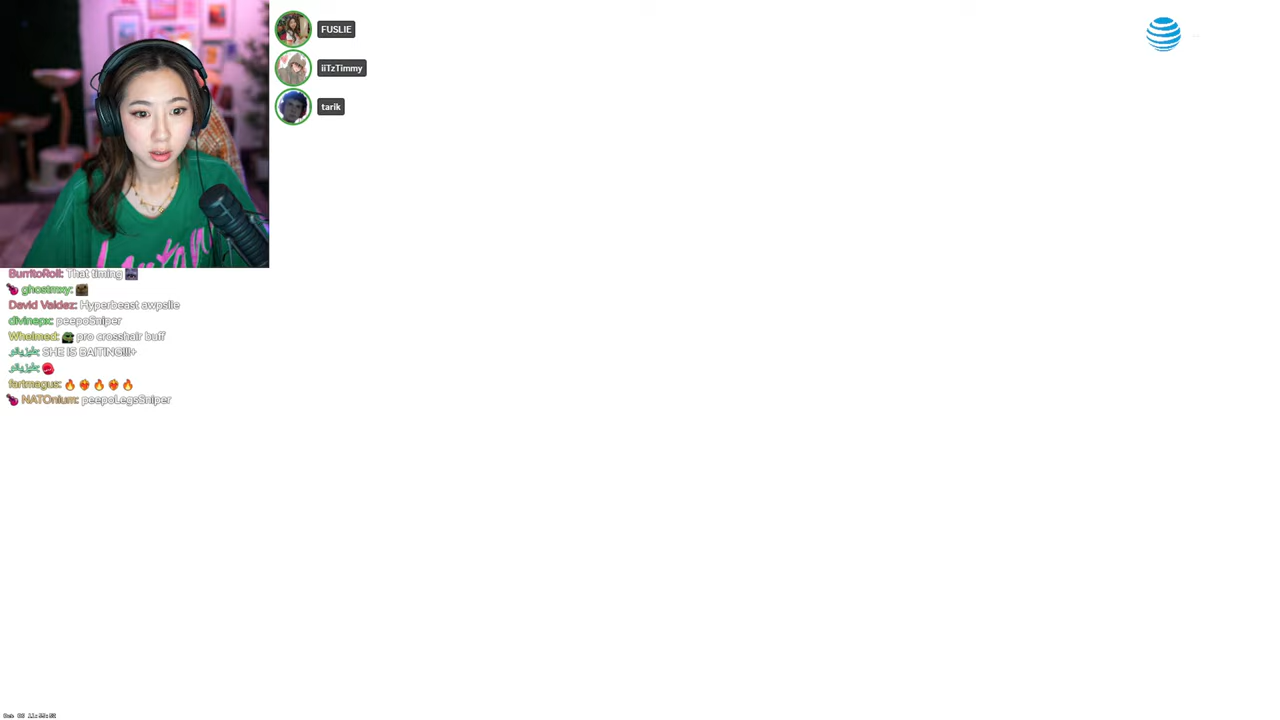 FUSLIE
iiTzTimmy
tarik
BurritoRoll: That timing
ghostmxy:
David Valdez: Hyperbeast awpslie
divinepx: peepoSniper
Whelmed: pro crosshair buff
SHE IS BAITING!!!+
fartmagus:
NATOnium: peepoLegsSniper